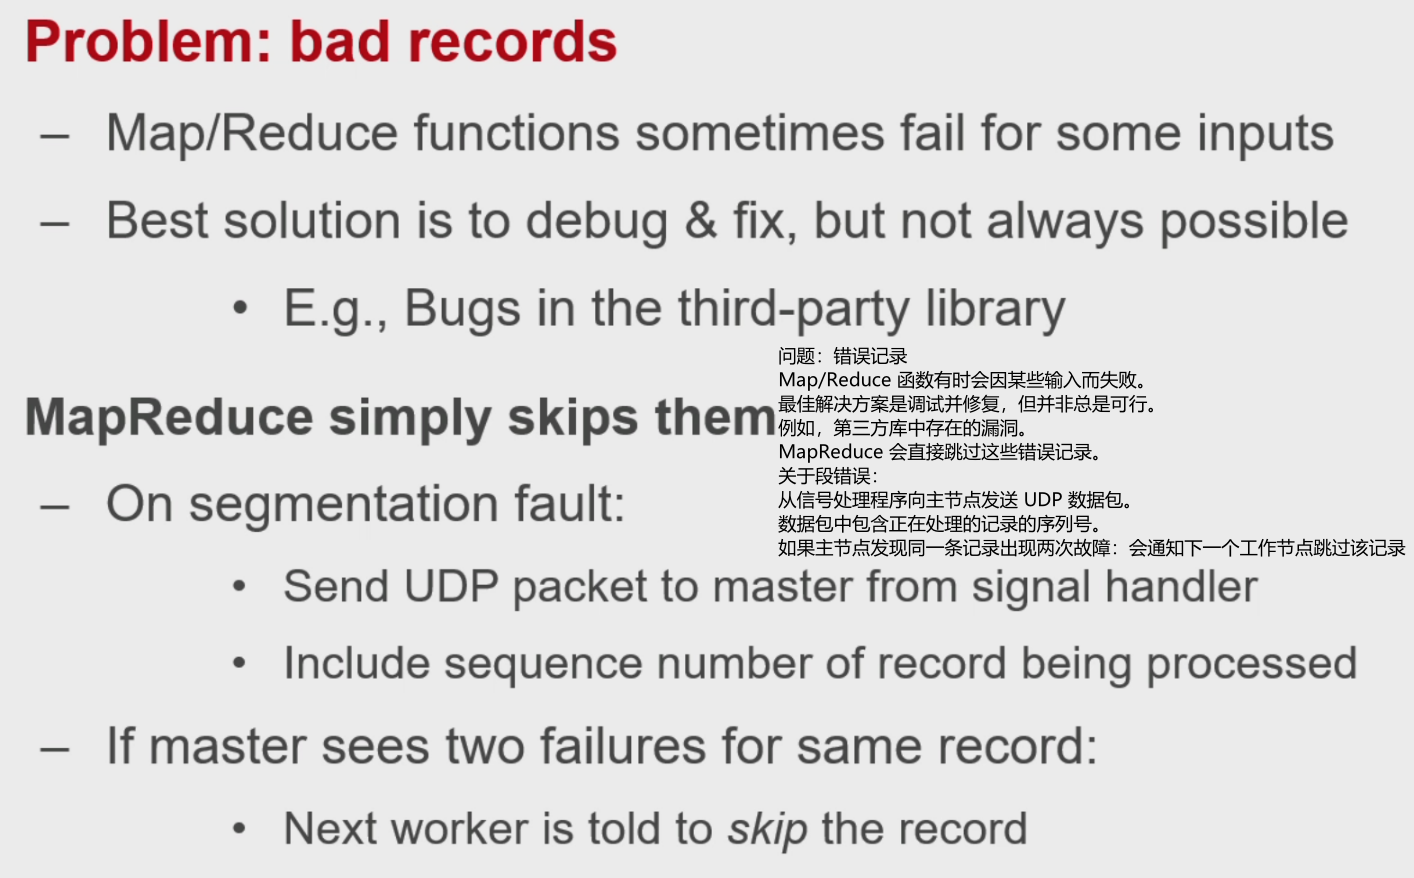 Problem: bad records
– Map/Reduce functions sometimes fail for some inputs
– Best solution is to debug & fix, but not always possible
• E.g., Bugs in the third-party library
MapReduce simply skips them
问题：错误记录
Map/Reduce 函数有时会因某些输入而失败。
最佳解决方案是调试并修复，但并非总是可行。
例如，第三方库中存在的漏洞。
MapReduce 会直接跳过这些错误记录。
关于段错误：
从信号处理程序向主节点发送 UDP 数据包。
数据包中包含正在处理的记录的序列号。
如果主节点发现同一条记录出现两次故障：会通知下一个工作节点跳过该记录
– On segmentation fault:
• Send UDP packet to master from signal handler
• Include sequence number of record being processed
– If master sees two failures for same record:
• Next worker is told to skip the record